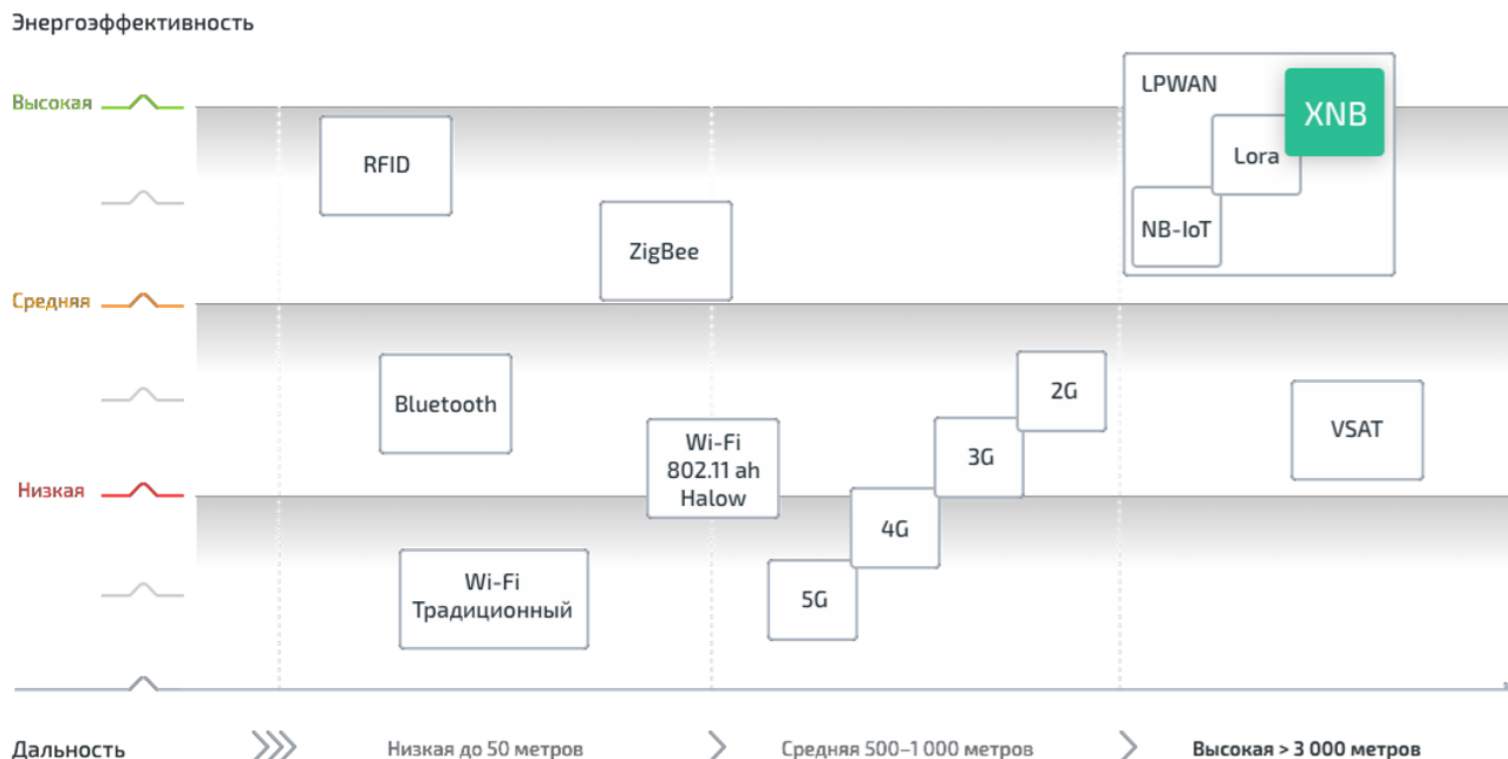 Энергоэффективность
Высокая
LPWAN
XNB
RFID
Lora
NB-IoT
ZigBee
Средняя
Bluetooth
2G
VSAT
Wi-Fi
802.11 ah
Halow
3G
Низкая
4G
Wi-Fi
Традиционный
5G
Дальность
Низкая до 50 метров
Средняя 500–1 000 метров
Высокая > 3 000 метров